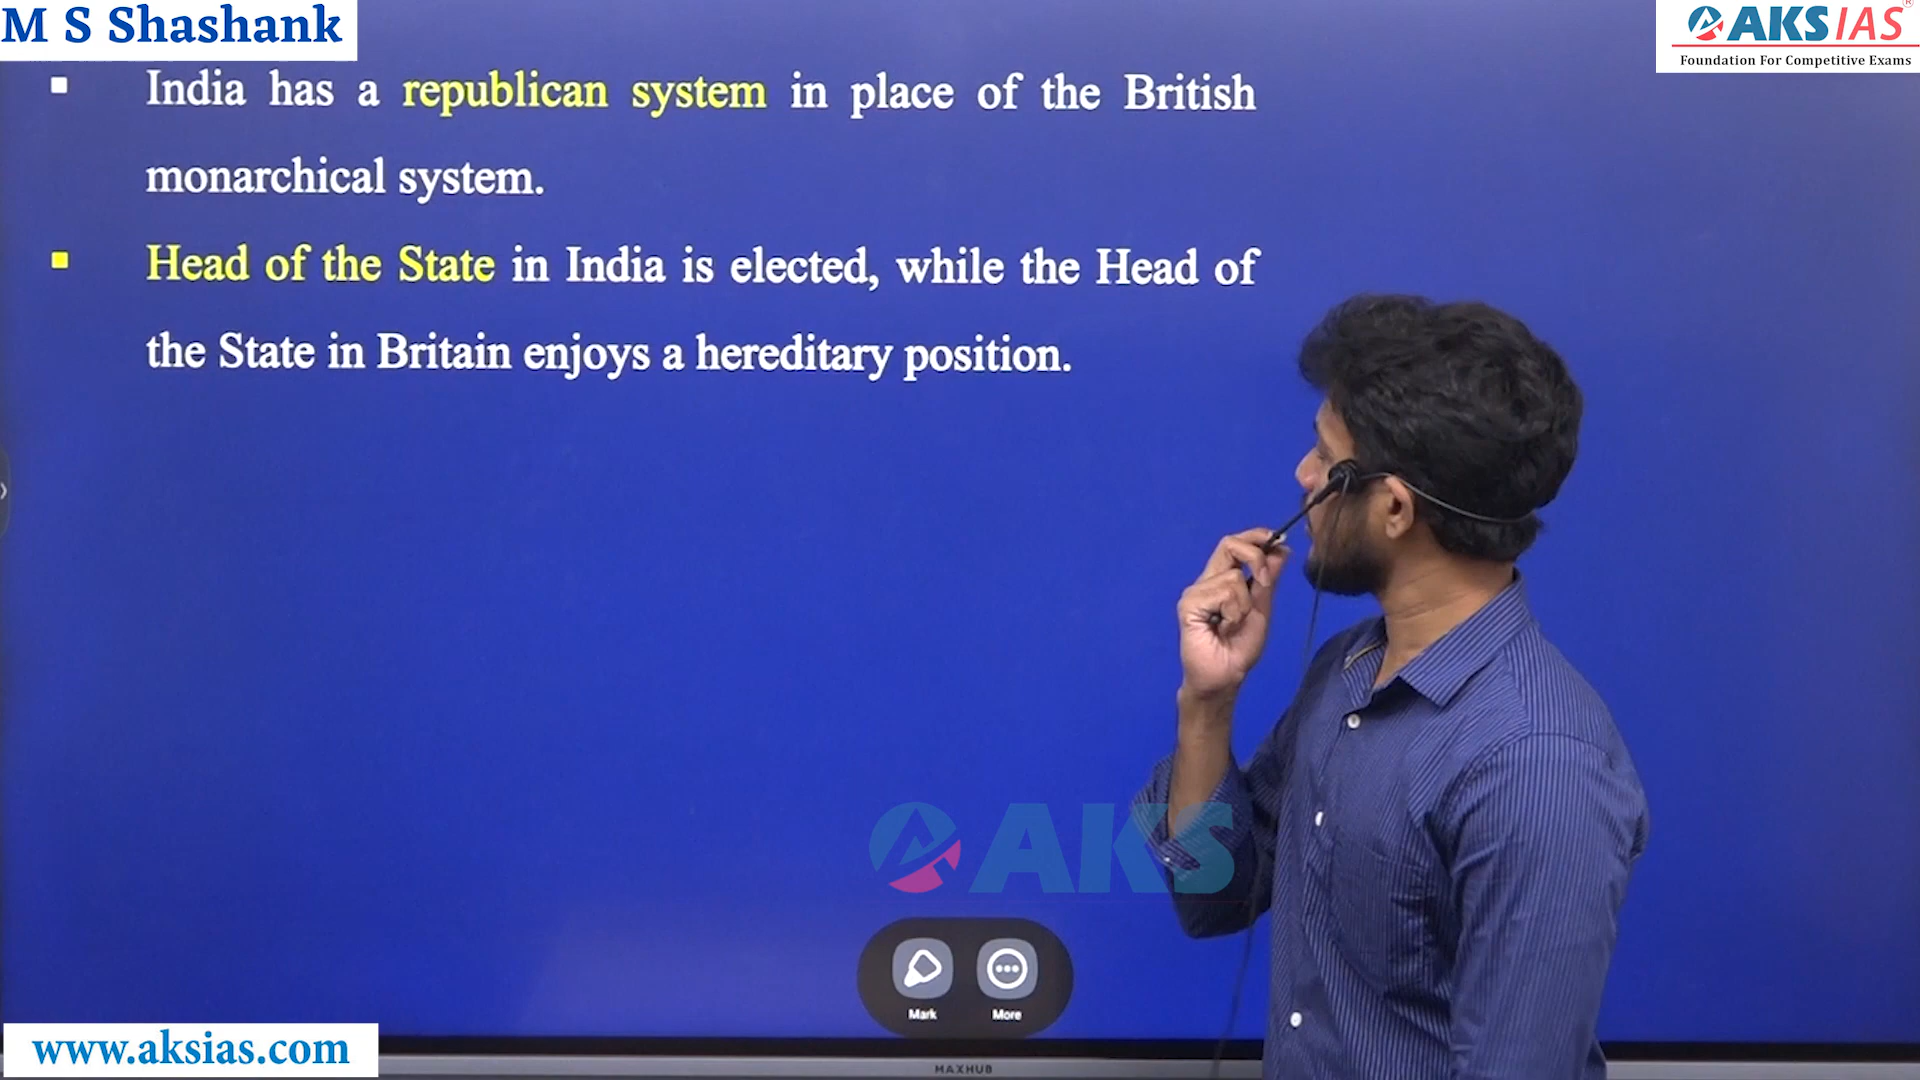 M S Shashank
AKS IAS®
Foundation For Competitive Exams
▪ India has a republican system in place of the British
monarchical system.
▪ Head of the State in India is elected, while the Head of
the State in Britain enjoys a hereditary position.
AKS
Mark More
MAXHUB
www.aksias.com